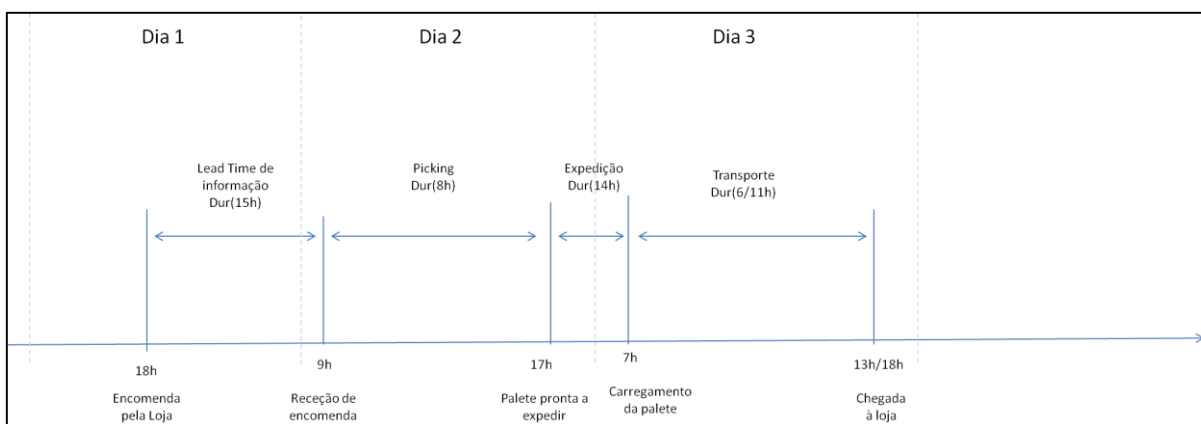 Dia 1
Dia 2
Dia 3
Lead Time de
informação
Dur(15h)
Picking
Dur(8h)
Expedição
Dur(14h)
Transporte
Dur(6/11h)
18h
9h
17h
7h
13h/18h
Encomenda
pela Loja
Receção de
encomenda
Palete pronta a
expedir
Carregamento
da palete
Chegada
à loja